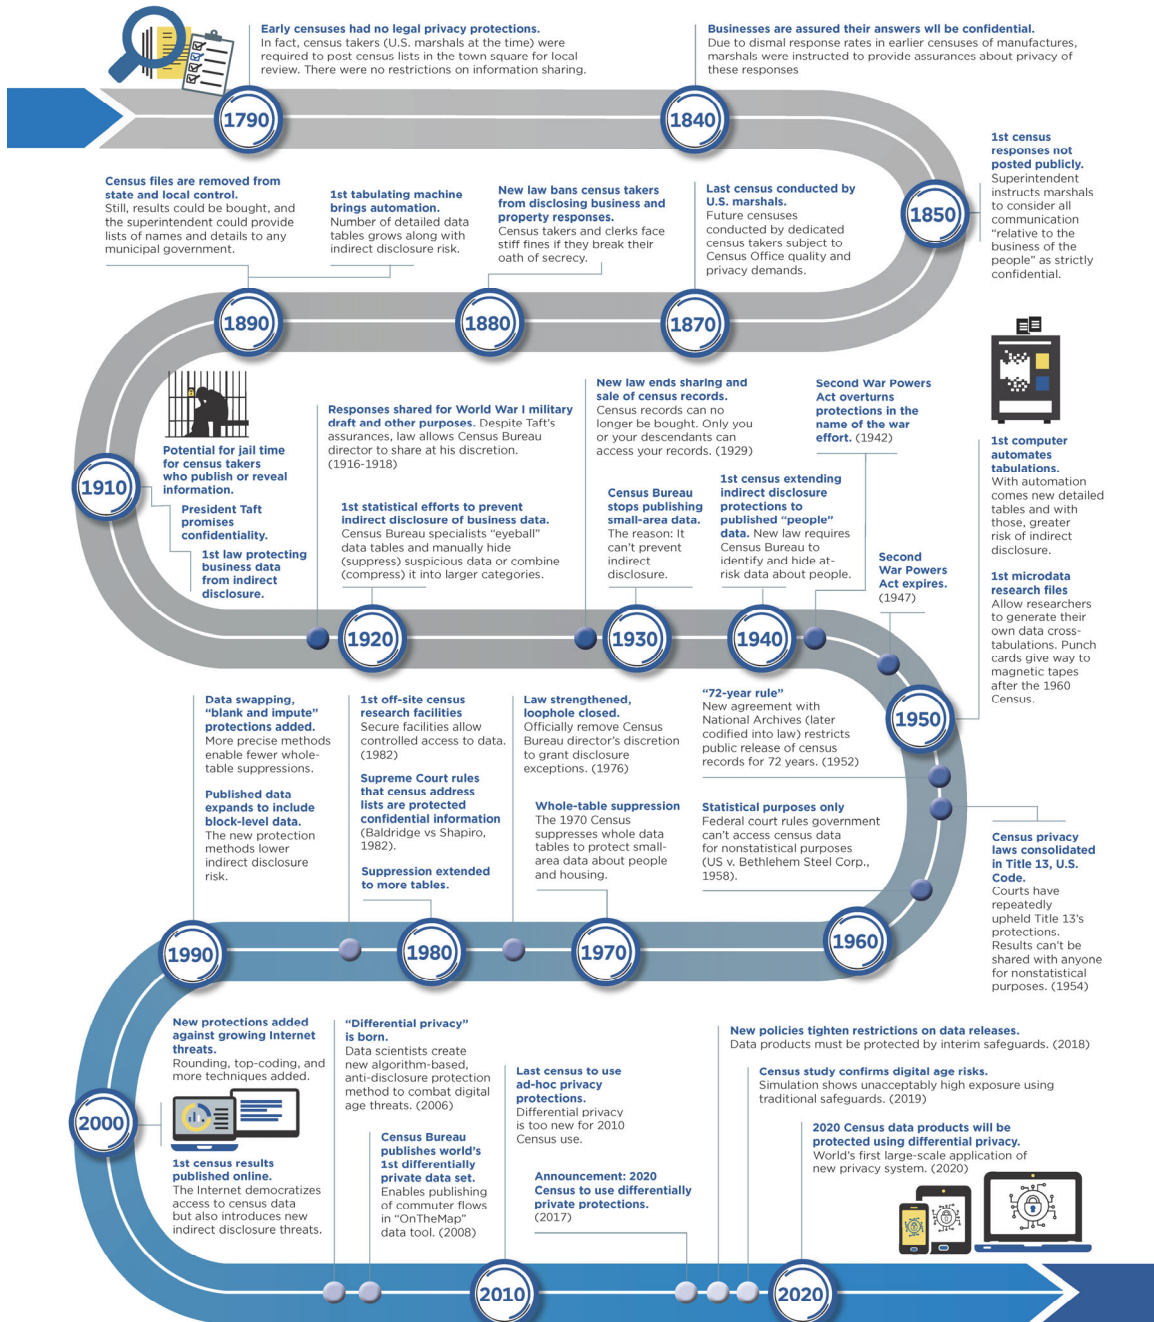 Early censuses had no legal privacy protections.
In fact, census takers (U.S. marshals at the time) were
required to post census lists in the town square for local
review. There were no restrictions on information sharing.
Businesses are assured their answers wll be confidential.
Due to dismal response rates in earlier censuses of manufactures,
marshals were instructed to provide assurances about privacy of
these responses
1790
1840
1st census
responses not
posted publicly.
Superintendent
instructs marshals
to consider all
communication
“relative to the
business of the
people” as strictly
confidential.
1850
Census files are removed from
state and local control.
Still, results could be bought, and
the superintendent could provide
lists of names and details to any
municipal government.
1st tabulating machine
brings automation.
Number of detailed data
tables grows along with
indirect disclosure risk.
New law bans census takers
from disclosing business and
property responses.
Census takers and clerks face
stiff fines if they break their
oath of secrecy.
Last census conducted by
U.S. marshals.
Future censuses
conducted by dedicated
census takers subject to
Census Office quality and
privacy demands.
1890
1880
1870
Potential for jail time
for census takers
who publish or reveal
information.
President Taft
promises
confidentiality.
1st law protecting
business data
from indirect
disclosure.
1910
Responses shared for World War I military
draft and other purposes. Despite Taft’s
assurances, law allows Census Bureau
director to share at his discretion.
(1916-1918)
1st statistical efforts to prevent
indirect disclosure of business data.
Census Bureau specialists “eyeball”
data tables and manually hide
(suppress) suspicious data or combine
(compress) it into larger categories.
New law ends sharing and
sale of census records.
Census records can no
longer be bought. Only you
or your descendants can
access your records. (1929)
Census Bureau
stops publishing
small-area data.
The reason: It
can’t prevent
indirect
disclosure.
1st census extending
indirect disclosure
protections to
published “people”
data. New law requires
Census Bureau to
identify and hide at-
risk data about people.
Second War Powers
Act overturns
protections in the
name of the war
effort. (1942)
Second
War Powers
Act expires.
(1947)
1st computer
automates
tabulations.
With automation
comes new detailed
tables and with
those, greater
risk of indirect
disclosure.
1st microdata
research files
Allow researchers
to generate their
own data cross-
tabulations. Punch
cards give way to
magnetic tapes
after the 1960
Census.
1920
1930
1940
1950
Data swapping,
“blank and impute”
protections added.
More precise methods
enable fewer whole-
table suppressions.
Published data
expands to include
block-level data.
The new protection
methods lower
indirect disclosure
risk.
1st off-site census
research facilities
Secure facilities allow
controlled access to data.
(1982)
Supreme Court rules
that census address
lists are protected
confidential information
(Baldridge vs Shapiro,
1982).
Suppression extended
to more tables.
Law strengthened,
loophole closed.
Officially remove Census
Bureau director’s discretion
to grant disclosure
exceptions. (1976)
Whole-table suppression
The 1970 Census
suppresses whole data
tables to protect small-
area data about people
and housing.
“72-year rule”
New agreement with
National Archives (later
codified into law) restricts
public release of census
records for 72 years. (1952)
Statistical purposes only
Federal court rules government
can’t access census data
for nonstatistical purposes
(US v. Bethlehem Steel Corp.,
1958).
Census privacy
laws consolidated
in Title 13, U.S.
Code.
Courts have
repeatedly
upheld Title 13’s
protections.
Results can’t be
shared with anyone
for nonstatistical
purposes. (1954)
1990
1980
1970
1960
New protections added
against growing Internet
threats.
Rounding, top-coding, and
more techniques added.
2000
1st census results
published online.
The Internet democratizes
access to census data
but also introduces new
indirect disclosure threats.
“Differential privacy”
is born.
Data scientists create
new algorithm-based,
anti-disclosure protection
method to combat digital
age threats. (2006)
Census Bureau
publishes world’s
1st differentially
private data set.
Enables publishing
of commuter flows
in “OnTheMap”
data tool. (2008)
Last census to use
ad-hoc privacy
protections.
Differential privacy
is too new for 2010
Census use.
Announcement: 2020
Census to use differentially
private protections.
(2017)
New policies tighten restrictions on data releases.
Data products must be protected by interim safeguards. (2018)
Census study confirms digital age risks.
Simulation shows unacceptably high exposure using
traditional safeguards. (2019)
2020 Census data products will be
protected using differential privacy.
World’s first large-scale application of
new privacy system. (2020)
2010
2020